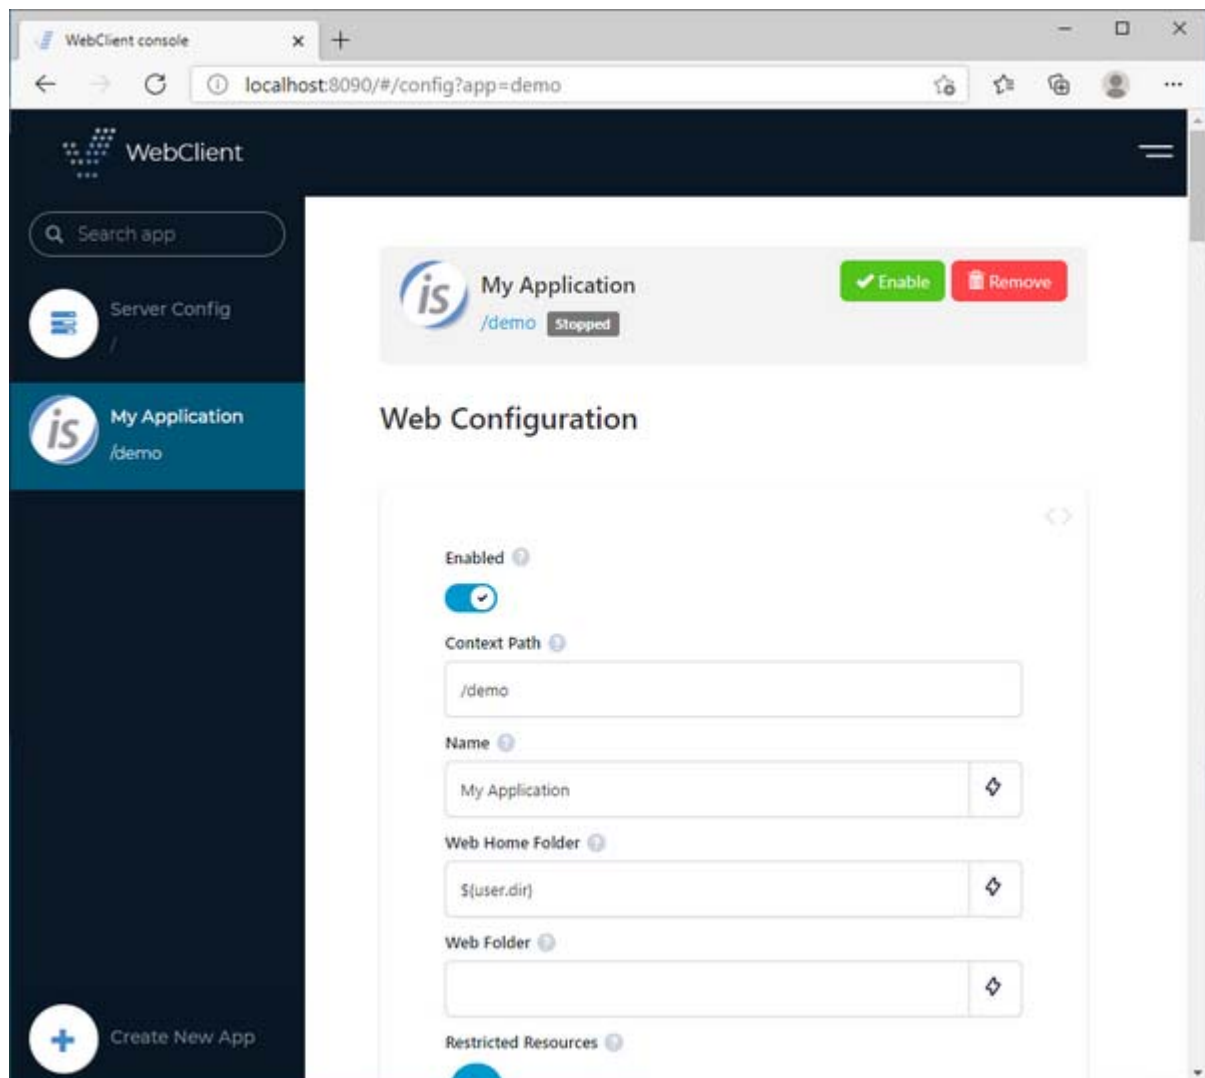 WebClient console
localhost:8090/#/config?app=demo
WebClient
Search app
Server Config
/
is
My Application
/demo
Create New App
is
My Application
/demo Stopped
Enable
Remove
Web Configuration
Enabled
Context Path
/demo
Name
My Application
Web Home Folder
${user.dir}
Web Folder
Restricted Resources